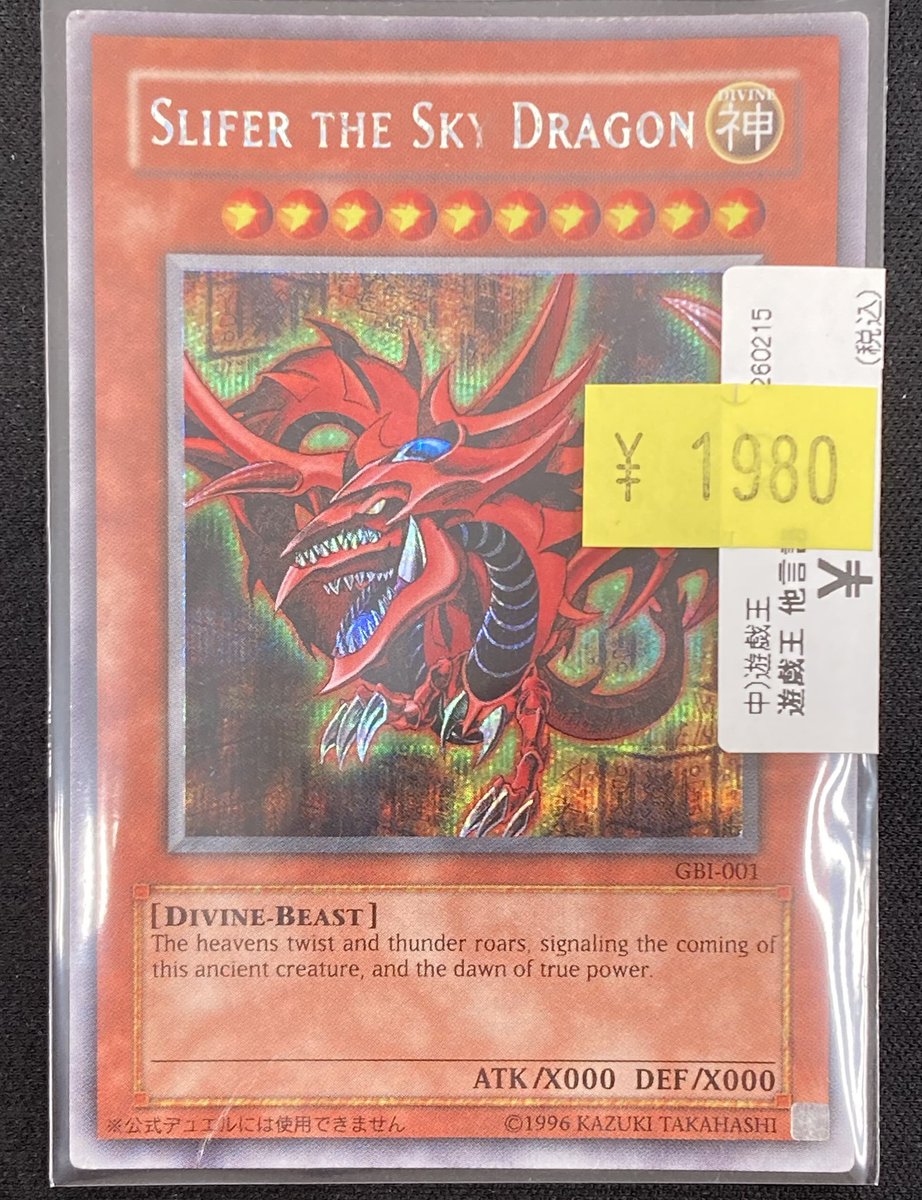 SLIFER THE SKY DRAGON
DIVINE
神
260215
(税込)
¥ 1980
中)遊戯王
遊戯王 他言
GBI-001
[DIVINE-BEAST]
The heavens twist and thunder roars, signaling the coming of
this ancient creature, and the dawn of true power.
ATK/X000 DEF/X000
※公式デュエルには使用できません
©1996 KAZUKI TAKAHASHI